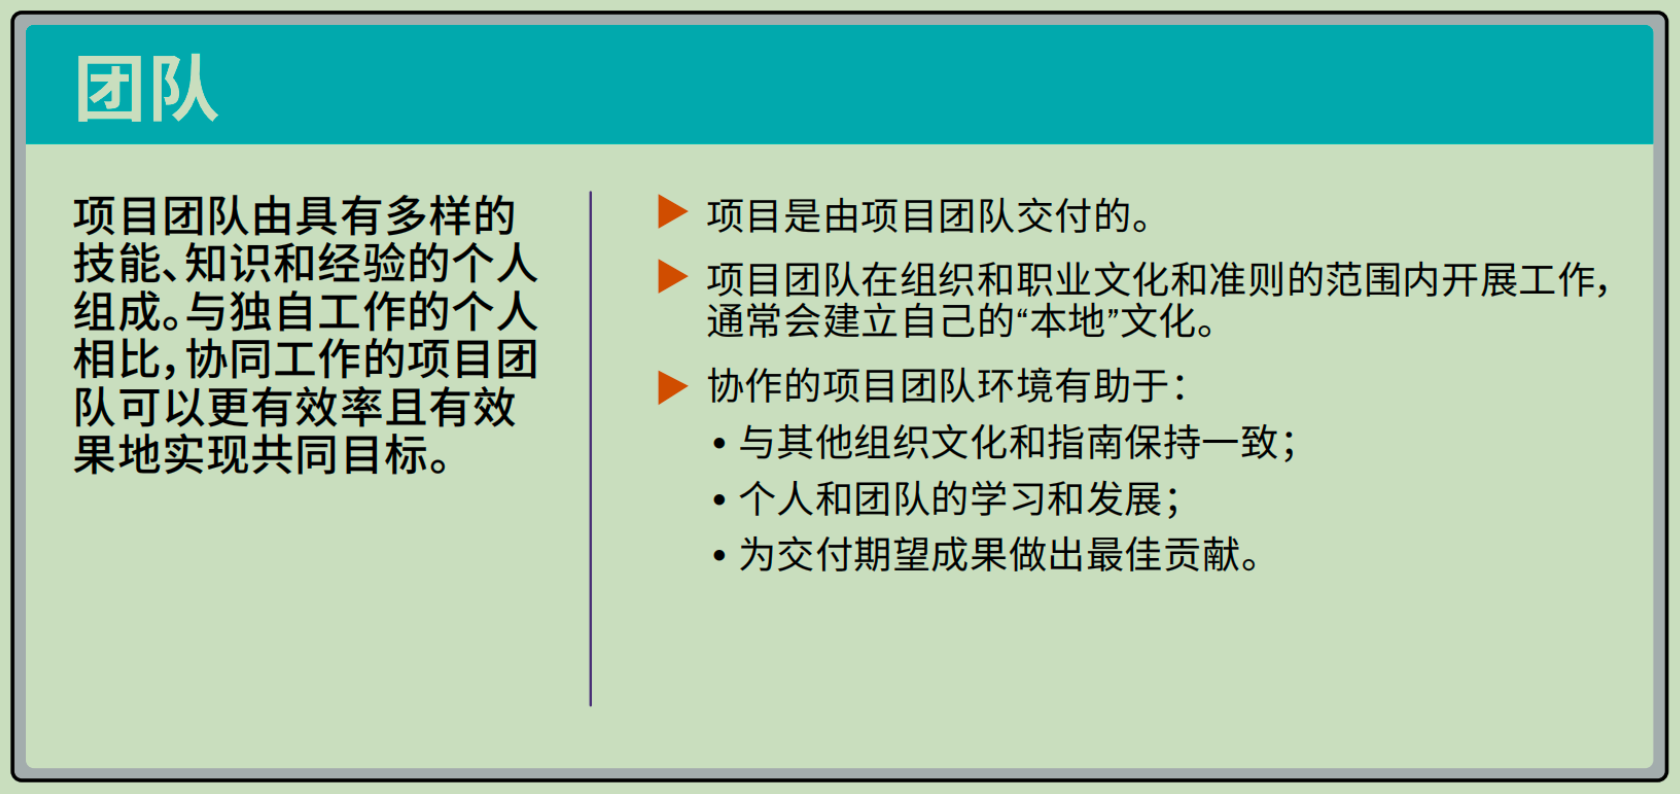 团队
项目团队由具有多样的
技能、知识和经验的个人
组成。与独自工作的个人
相比，协同工作的项目团
队可以更有效率且有效
果地实现共同目标。
项目是由项目团队交付的。
项目团队在组织和职业文化和准则的范围内开展工作，
通常会建立自己的“本地”文化。
协作的项目团队环境有助于：
• 与其他组织文化和指南保持一致；
• 个人和团队的学习和发展；
• 为交付期望成果做出最佳贡献。